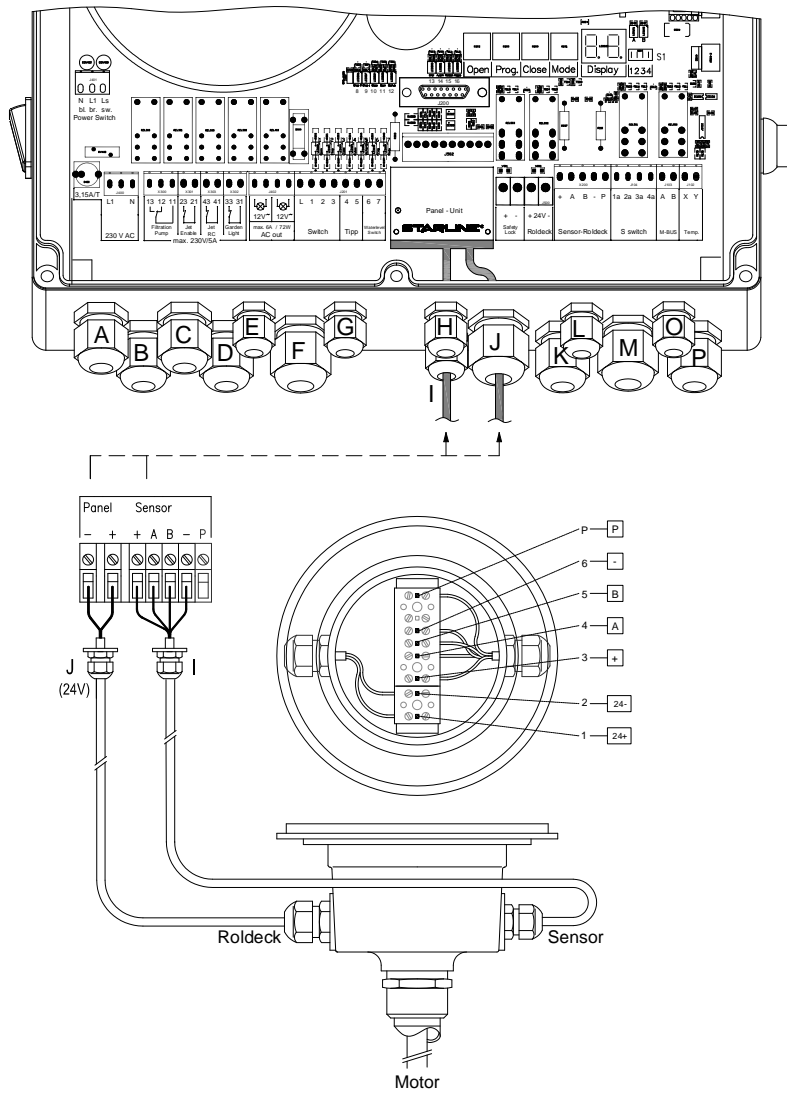 A
B
S1
Open Prog. Close Mode Display 1234
13 14 15 16
8 9 10 11 12
J200
N L1 Ls
bl. br. sw.
Power Switch
3,15A/T
L1 N
13 12 11
23 21
43 41
33 31
L 1 2 3
4 5
6 7
+ -
+ 24V -
+ A B - P
1a 2a 3a 4a
A B
X Y
230 V AC
Filtration
Pump
Jet
Enable
Jet
RC
Garden
Light
max. 230V/5A
12V~ 12V~
max. 6A / 72W
AC out
Switch
Tipp
Waterlevel
Switch
Panel - Unit
STARLINE®
Safety
Lock
Roldeck
Sensor-Roldeck
S switch
M-BUS
Temp.
A B C D E F G H I J K L M O P
Panel Sensor
- + + A B - P
J
(24V)
I
P P
6 -
5 B
4 A
3 +
2 24-
1 24+
Roldeck
Sensor
Motor